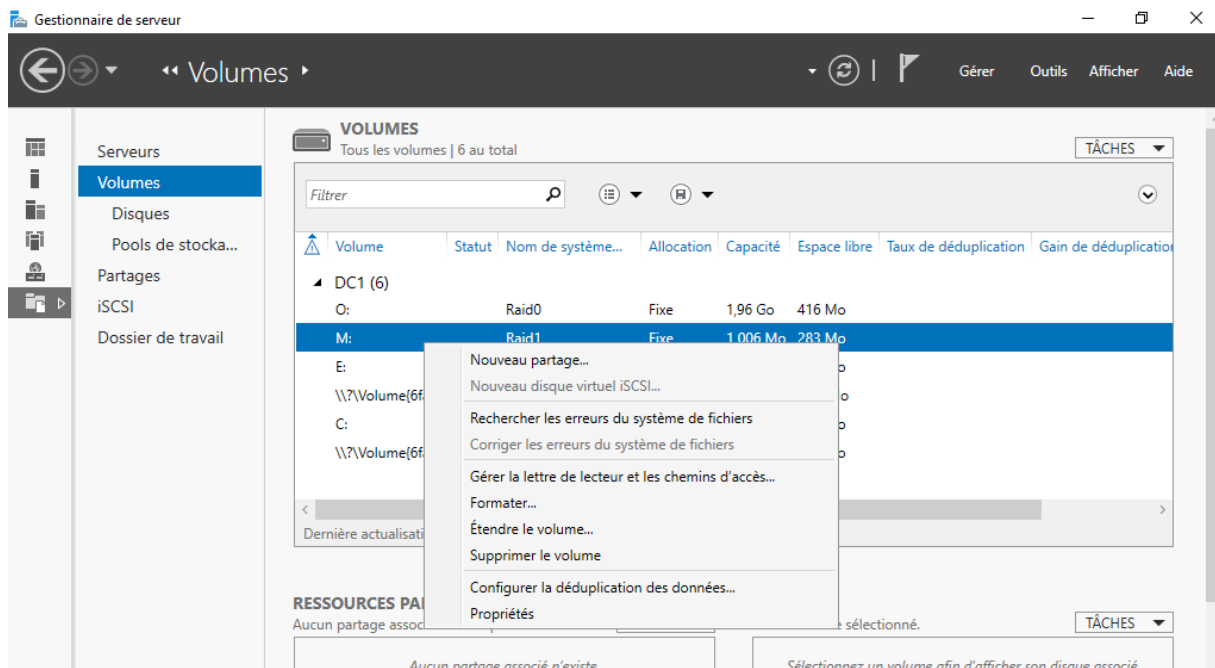 Gestionnaire de serveur
Volumes
Gérer Outils Afficher Aide
Serveurs
Volumes
Disques
Pools de stocka...
Partages
iSCSI
Dossier de travail
VOLUMES
Tous les volumes | 6 au total
TÂCHES
Filtrer
Volume Statut Nom de système... Allocation Capacité Espace libre Taux de déduplication Gain de déduplication
DC1 (6)
O: Raid0 Fixe 1,96 Go 416 Mo
M: Raid1 Fixe 1 006 Mo 283 Mo
E:
\\?\Volume{6f
C:
\\?\Volume{6f
Dernière actualisati
Nouveau partage...
Nouveau disque virtuel iSCSI...
Rechercher les erreurs du système de fichiers
Corriger les erreurs du système de fichiers
Gérer la lettre de lecteur et les chemins d'accès...
Formater...
Étendre le volume...
Supprimer le volume
Configurer la déduplication des données...
Propriétés
RESSOURCES PA
Aucun partage assoc
sélectionné.
TÂCHES
Aucun partage associé n'existe
Sélectionnez un volume afin d'afficher son disque associé